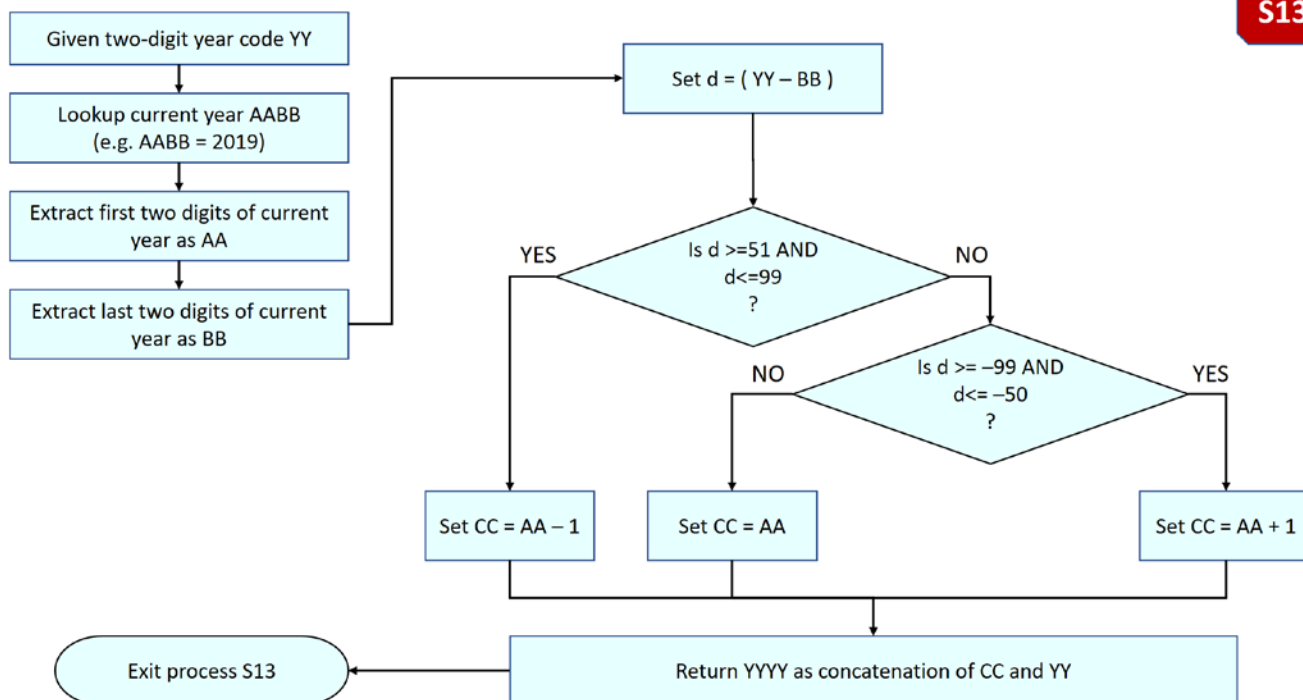 S13
Given two-digit year code YY
Lookup current year AABB
(e.g. AABB = 2019)
Extract first two digits of current
year as AA
Extract last two digits of current
year as BB
Set d = ( YY – BB )
Is d >=51 AND
d<=99
?
YES
NO
Is d >= –99 AND
d<= –50
?
NO
YES
Set CC = AA – 1
Set CC = AA
Set CC = AA + 1
Return YYYY as concatenation of CC and YY
Exit process S13